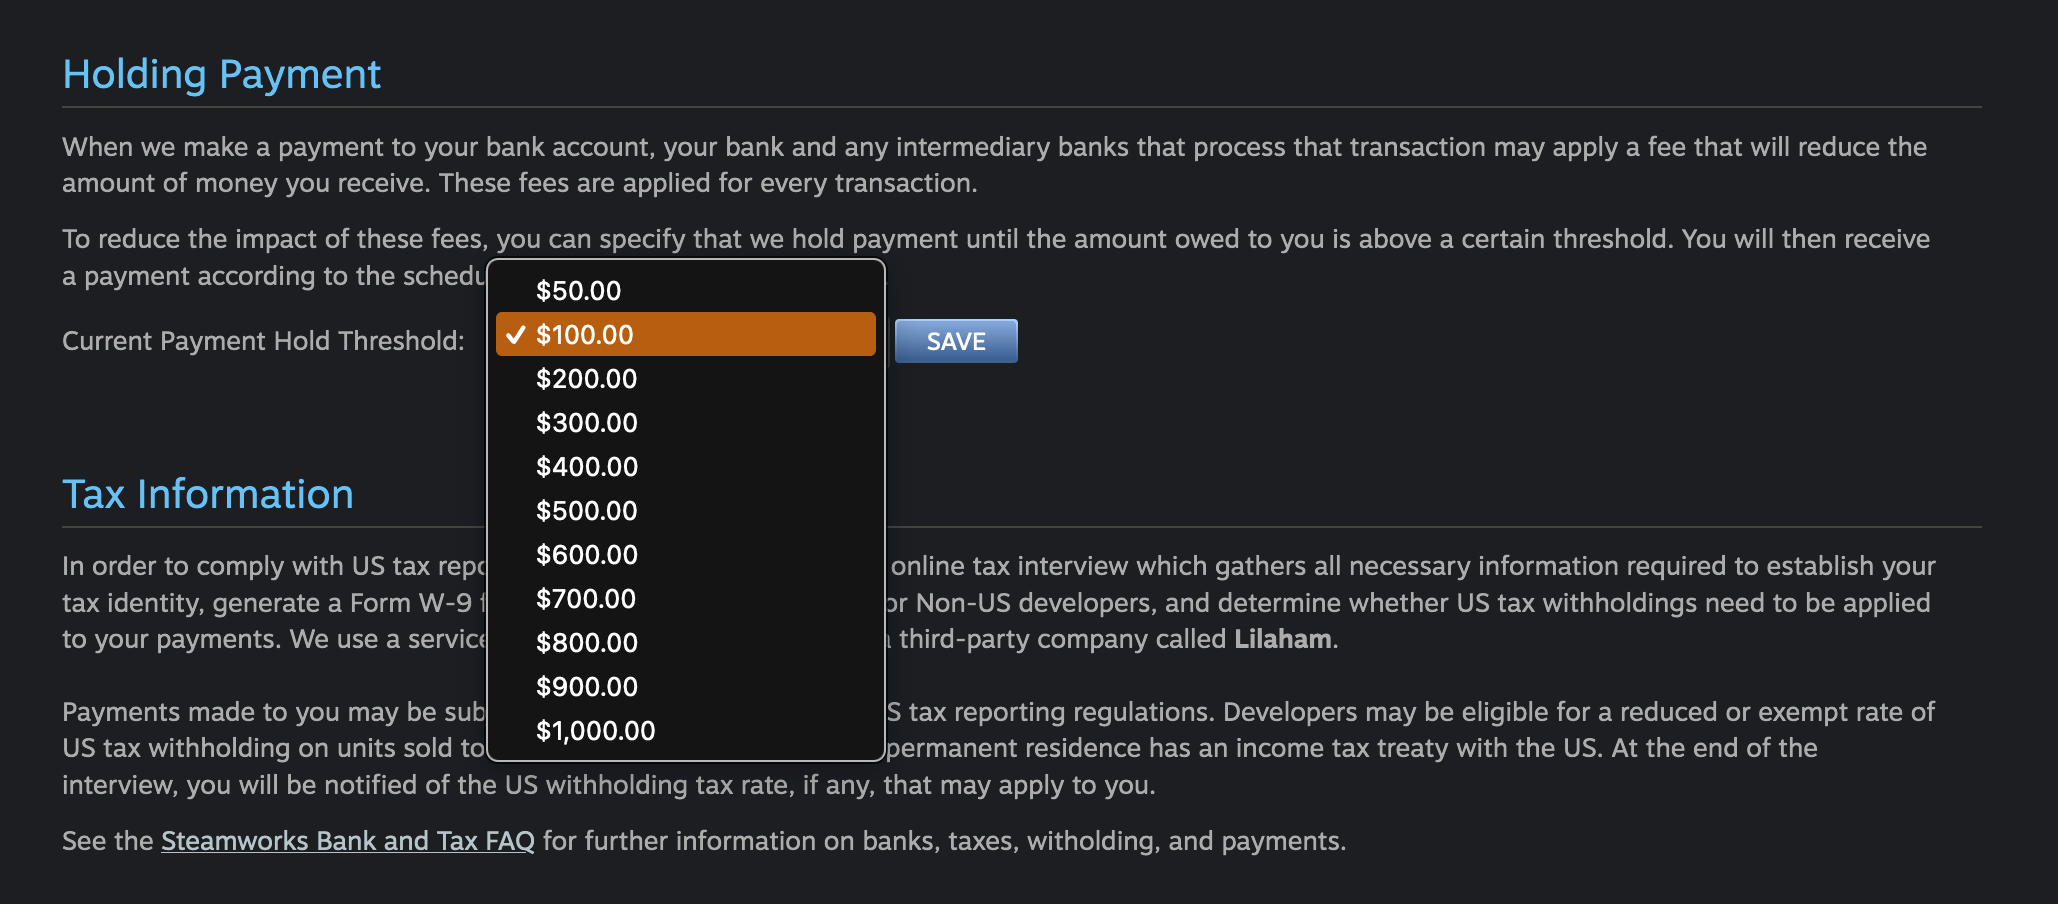 Holding Payment
When we make a payment to your bank account, your bank and any intermediary banks that process that transaction may apply a fee that will reduce the
amount of money you receive. These fees are applied for every transaction.
To reduce the impact of these fees, you can specify that we hold payment until the amount owed to you is above a certain threshold. You will then receive
a payment according to the schedu
$50.00
Current Payment Hold Threshold:
✓ $100.00
SAVE
$200.00
$300.00
$400.00
Tax Information
$500.00
$600.00
$700.00
$800.00
$900.00
$1,000.00
In order to comply with US tax repo online tax interview which gathers all necessary information required to establish your
tax identity, generate a Form W-9 or Non-US developers, and determine whether US tax withholdings need to be applied
to your payments. We use a service third-party company called Lilaham.
Payments made to you may be sub S tax reporting regulations. Developers may be eligible for a reduced or exempt rate of
US tax withholding on units sold to permanent residence has an income tax treaty with the US. At the end of the
interview, you will be notified of the US withholding tax rate, if any, that may apply to you.
See the Steamworks Bank and Tax FAQ for further information on banks, taxes, witholding, and payments.